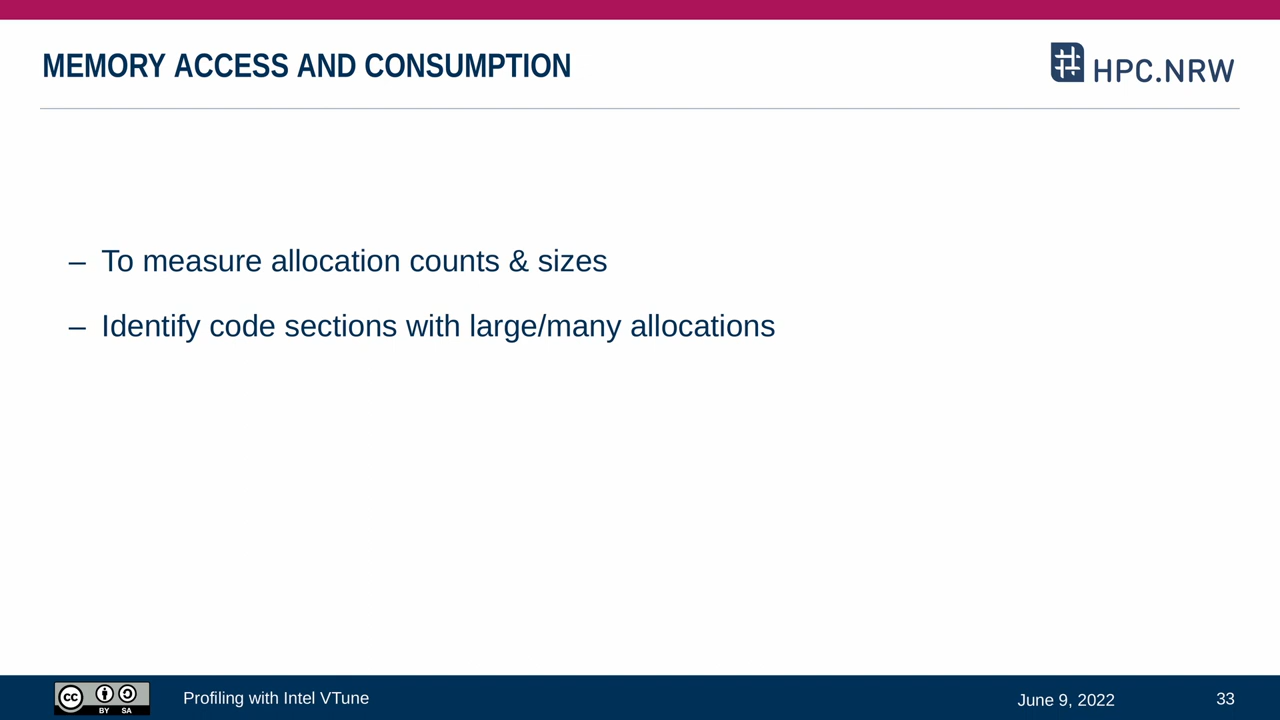 MEMORY ACCESS AND CONSUMPTION
HPC.NRW
– To measure allocation counts & sizes
– Identify code sections with large/many allocations
cc BY SA
Profiling with Intel VTune
June 9, 2022
33